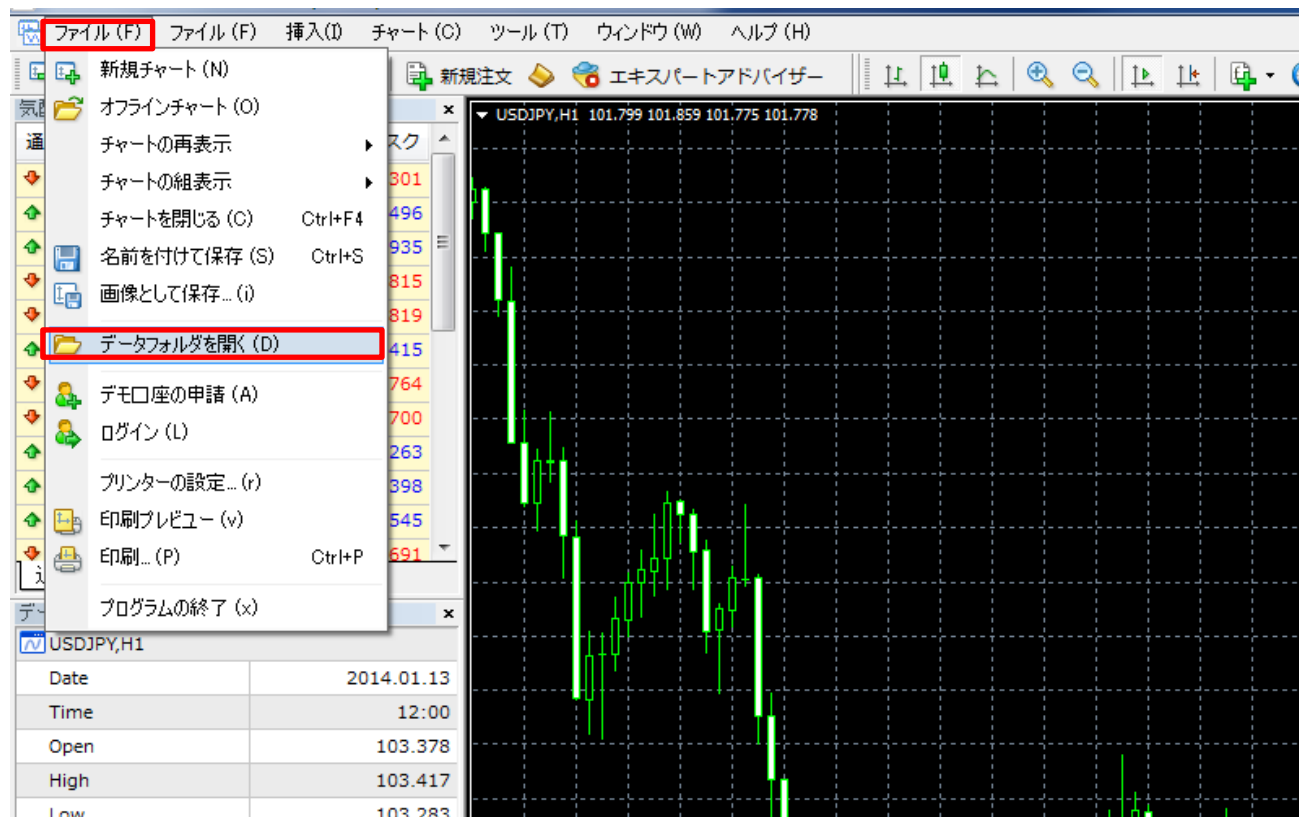 ファイル (F) ファイル (F) 挿入(I) チャート (C) ツール (T) ウィンドウ (W) ヘルプ (H)
新規注文 エキスパートアドバイザー
新規チャート (N)
オフラインチャート (O)
チャートの再表示
チャートの組表示
チャートを閉じる (C) Ctrl+F4
名前を付けて保存 (S) Ctrl+S
画像として保存... (i)
データフォルダを開く (D)
デモ口座の申請 (A)
ログイン (L)
プリンターの設定... (r)
印刷プレビュー (v)
印刷... (P) Ctrl+P
プログラムの終了 (x)
気配
通
スク
301
496
935
815
819
415
764
700
263
398
545
691
USDJPY,H1 101.799 101.859 101.775 101.778
デー
USDJPY,H1
Date 2014.01.13
Time 12:00
Open 103.378
High 103.417
Low 103.283